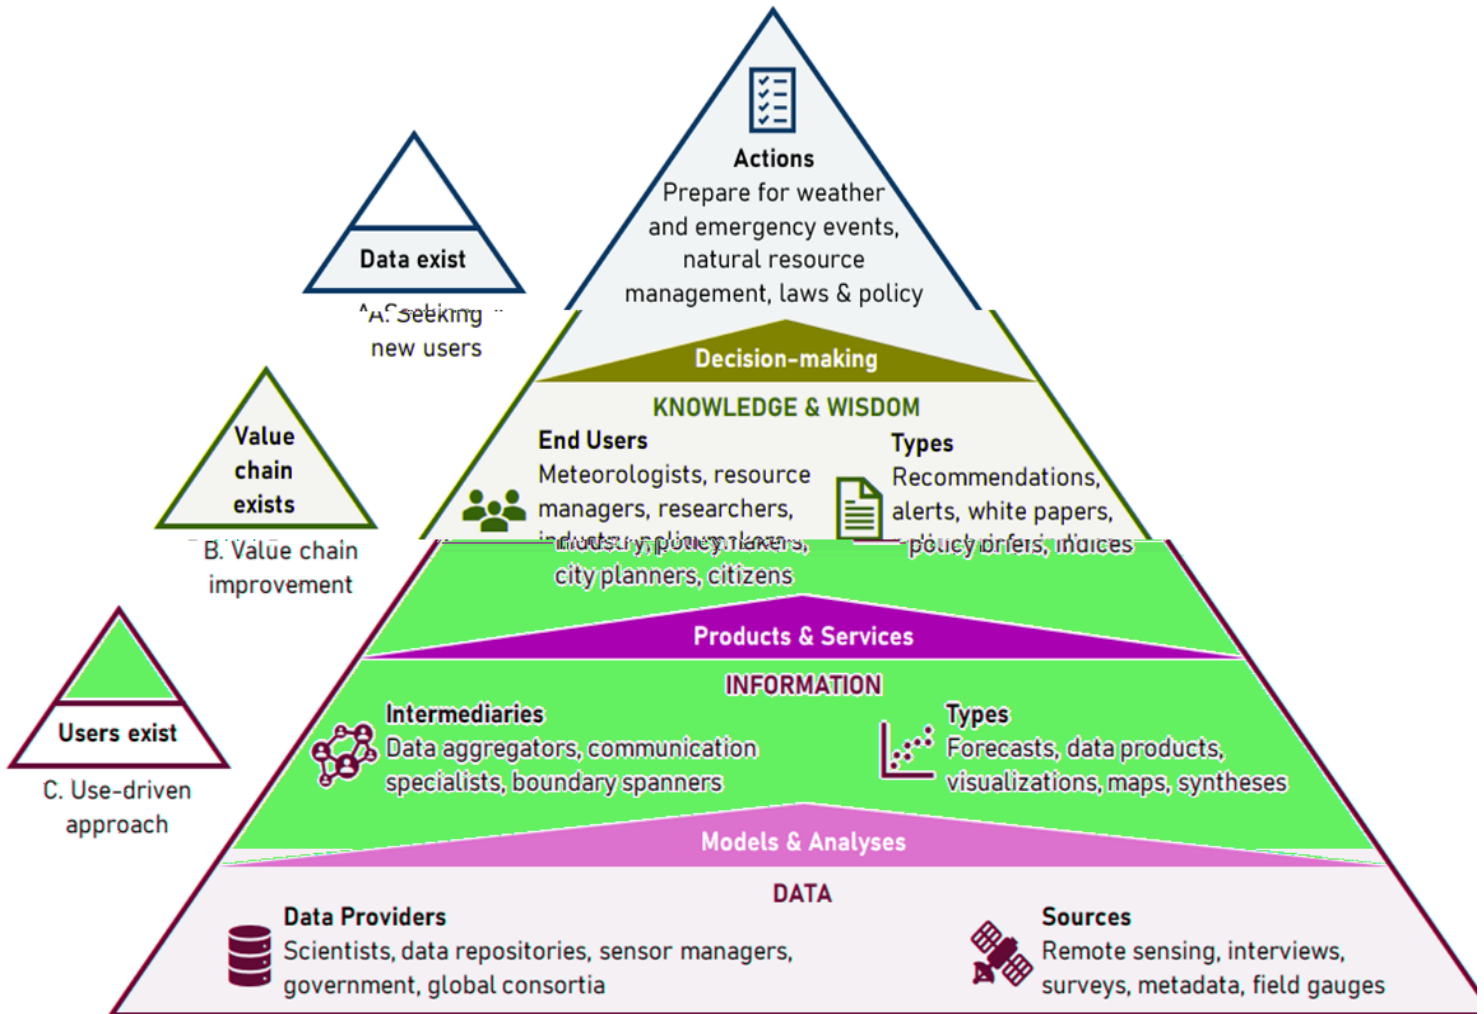 Actions
Prepare for weather
and emergency events,
natural resource
management, laws & policy
Data exist
A. Seeking
new users
Decision-making
KNOWLEDGE & WISDOM
End Users
Meteorologists, resource
managers, researchers,
industry, policymakers,
city planners, citizens
Types
Recommendations,
alerts, white papers,
policy briefs, indices
Value
chain
exists
B. Value chain
improvement
Products & Services
INFORMATION
Intermediaries
Data aggregators, communication
specialists, boundary spanners
Types
Forecasts, data products,
visualizations, maps, syntheses
Users exist
C. Use-driven
approach
Models & Analyses
DATA
Data Providers
Scientists, data repositories, sensor managers,
government, global consortia
Sources
Remote sensing, interviews,
surveys, metadata, field gauges